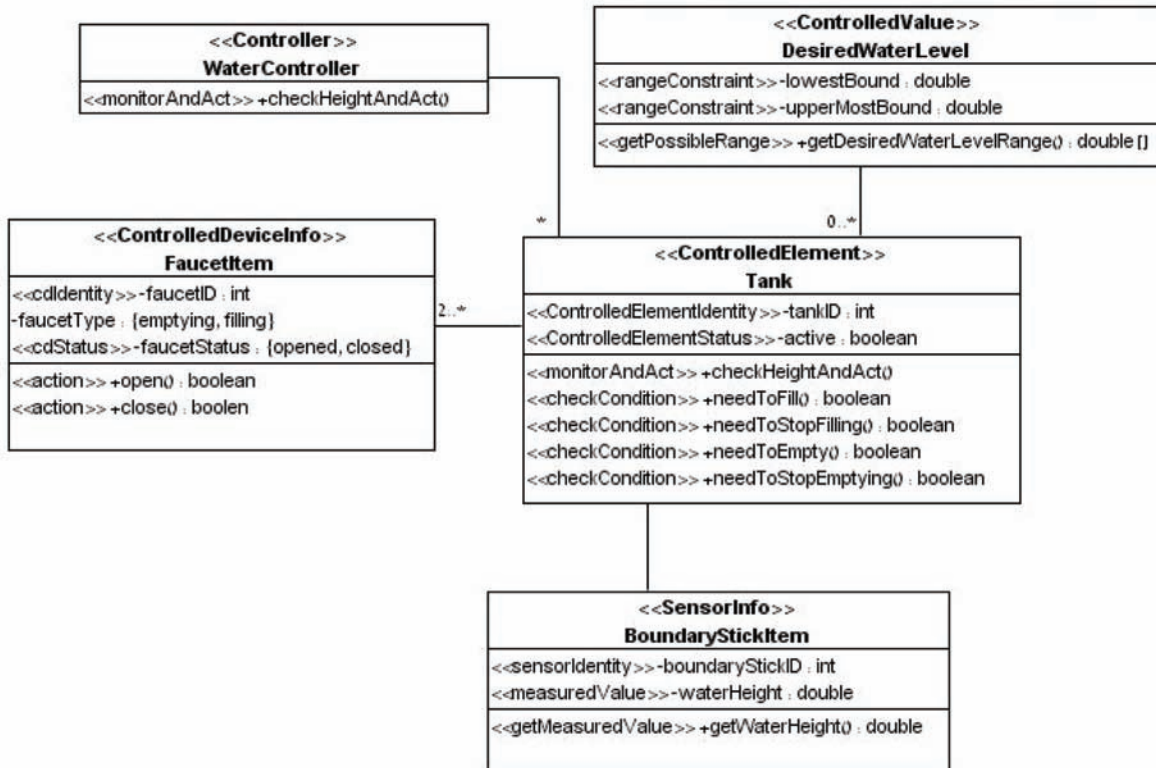 <<Controller>>
WaterController
<<monitorAndAct>> +checkHeightAndAct()
<<ControlledValue>>
DesiredWaterLevel
<<rangeConstraint>> -lowestBound : double
<<rangeConstraint>> -upperMostBound : double
<<getPossibleRange>> +getDesiredWaterLevelRange() : double []
*
0..*
<<ControlledDeviceInfo>>
FaucetItem
<<cdIdentity>> -faucetID : int
-faucetType : {emptying, filling}
<<cdStatus>> -faucetStatus : {opened, closed}
<<action>> +open() : boolean
<<action>> +close() : boolen
2..*
<<ControlledElement>>
Tank
<<ControlledElementIdentity>> -tankID : int
<<ControlledElementStatus>> -active : boolean
<<monitorAndAct>> +checkHeightAndAct()
<<checkCondition>> +needToFill() : boolean
<<checkCondition>> +needToStopFilling() : boolean
<<checkCondition>> +needToEmpty() : boolean
<<checkCondition>> +needToStopEmptying() : boolean
<<SensorInfo>>
BoundaryStickItem
<<sensorIdentity>> -boundaryStickID : int
<<measuredValue>> -waterHeight : double
<<getMeasuredValue>> +getWaterHeight() : double